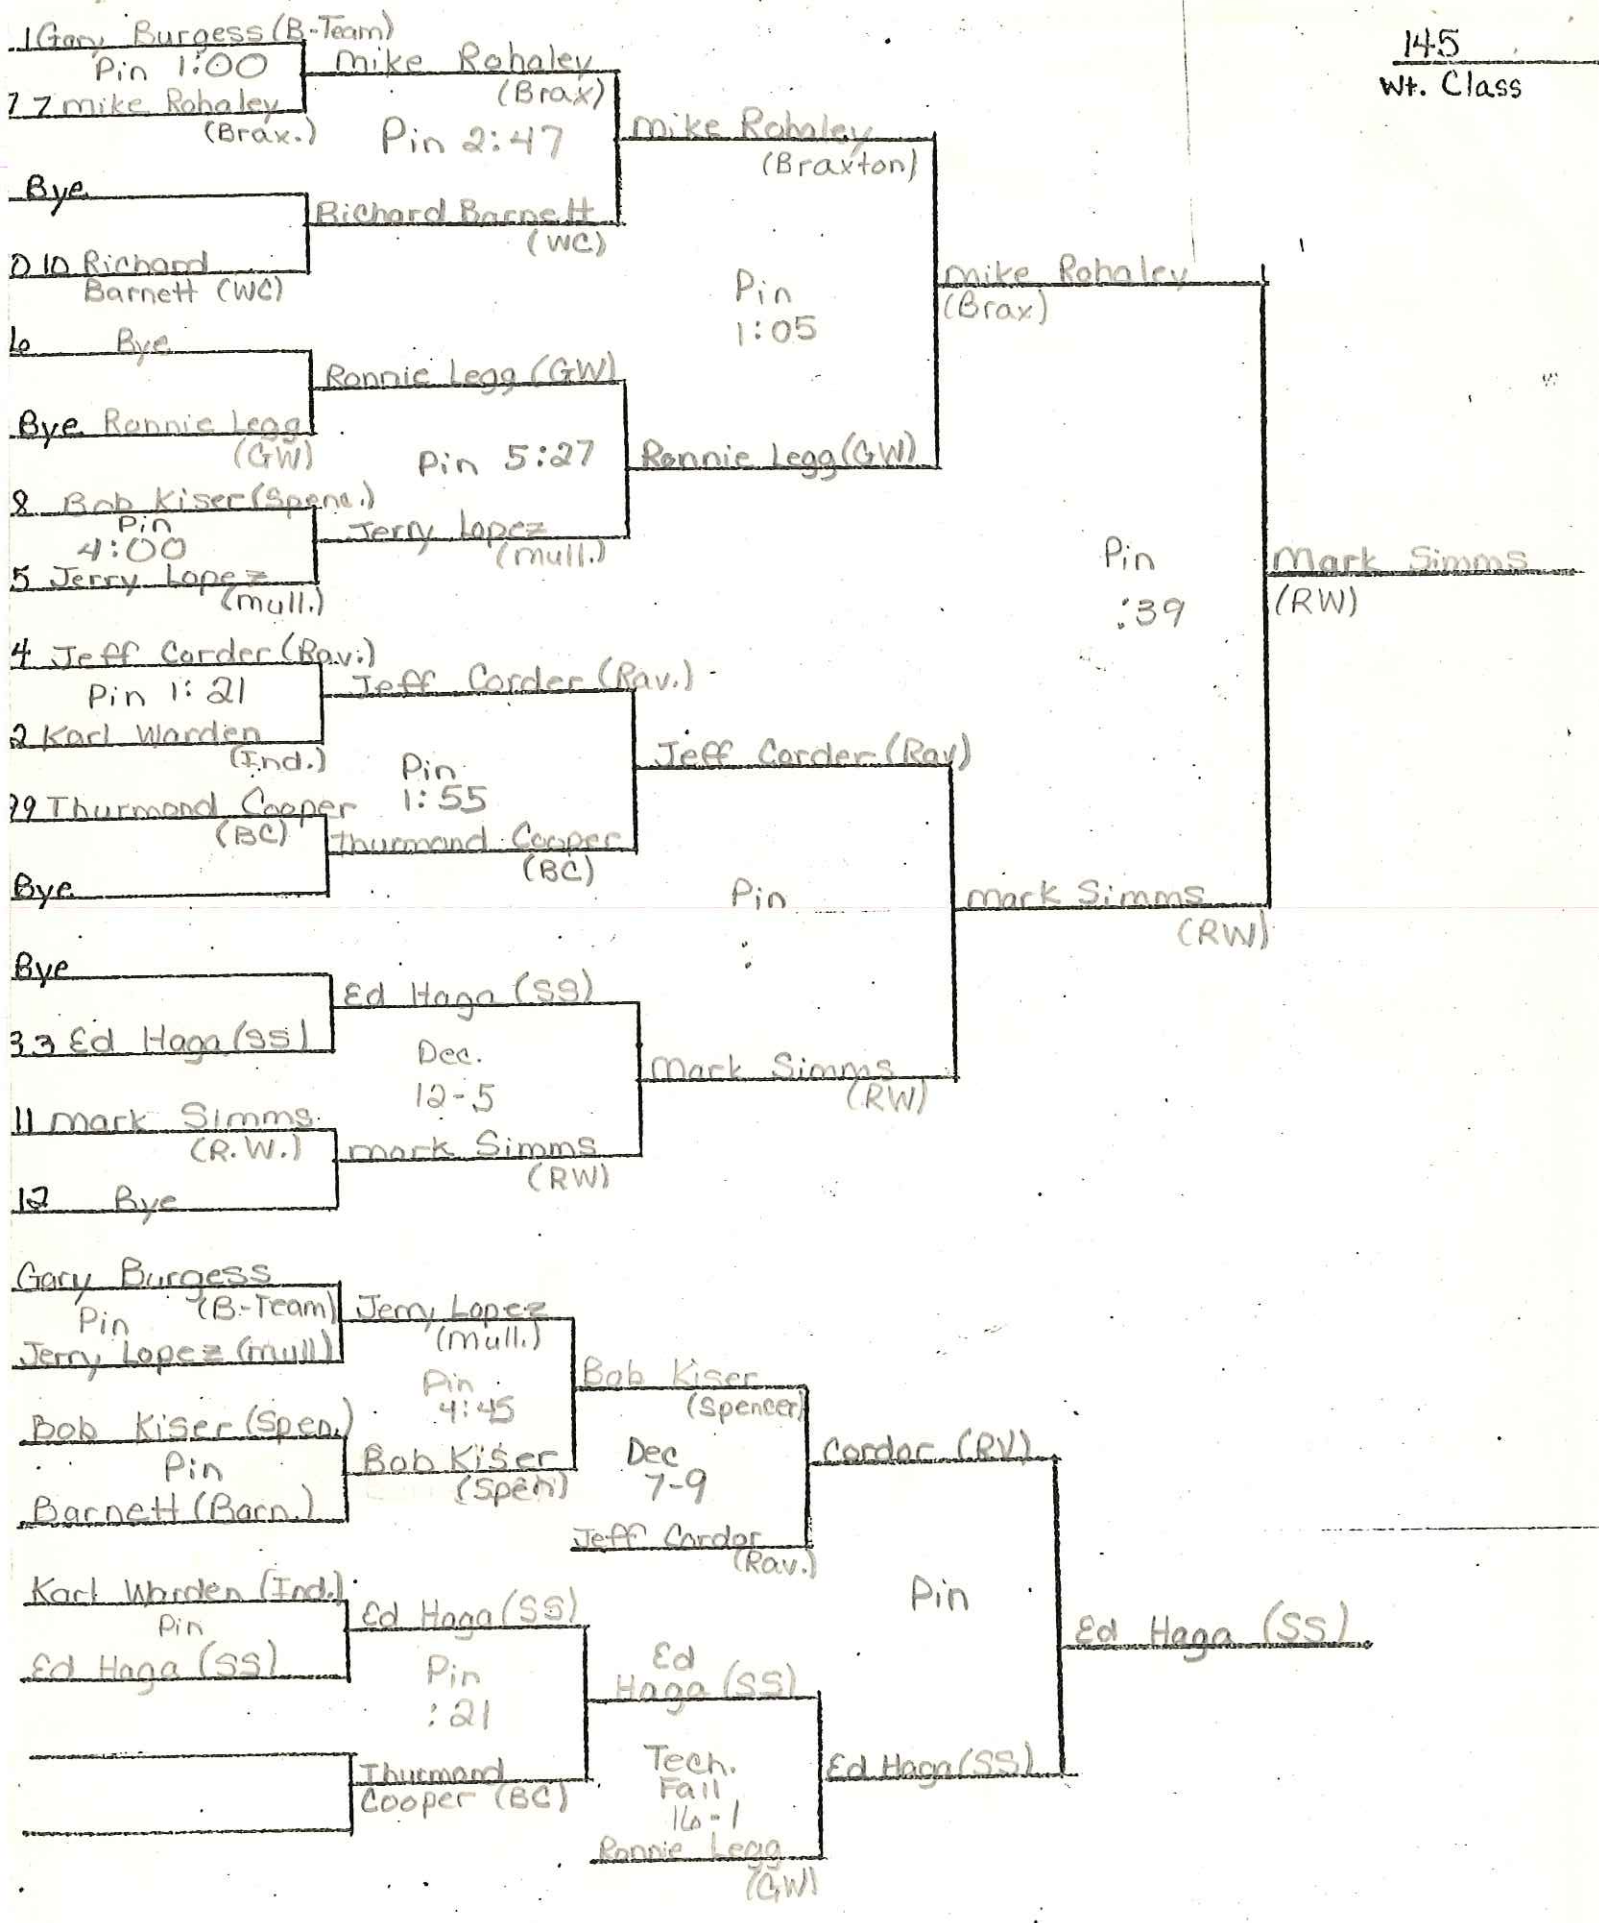 145
Wt. Class
1 Gary Burgess (B-Team)
Pin 1:00
7 7 Mike Rohaley
(Brax.)
Mike Rohaley
(Brax)
Pin 2:47
Bye
10 Richard
Barnett (WC)
Richard Barnett
(WC)
Mike Rohaley
(Braxton)
6 Bye
Bye Ronnie Legg
(GW)
Ronnie Legg (GW)
Pin 5:27
8 Bob Kiser (Spenc.)
Pin
4:00
5 Jerry Lopez
(Mull.)
Jerry Lopez
(Mull.)
Ronnie Legg (GW)
Pin
1:05
Mike Rohaley
(Brax)
4 Jeff Corder (Rav.)
Pin 1:21
2 Karl Warden
(Ind.)
Jeff Corder (Rav.)
Pin
1:55
9 Thurmond Cooper
(BC)
Bye
Thurmond Cooper
(BC)
Jeff Corder (Rav)
Bye
3 3 Ed Haga (SS)
Ed Haga (SS)
Dec.
12-5
11 Mark Simms
(R.W.)
12 Bye
Mark Simms
(RW)
Mark Simms
(RW)
Pin
:
Mark Simms
(RW)
Pin
:39
Mark Simms
(RW)
Gary Burgess
(B-Team)
Pin
Jerry Lopez (Mull)
Jerry Lopez
(Mull.)
Pin
4:45
Bob Kiser (Spen.)
Pin
Barnett (Barn.)
Bob Kiser
(Spen)
Bob Kiser
(Spencer)
Dec
7-9
Jeff Cordor
(Rav.)
Cordor (RV)
Karl Warden (Ind.)
Pin
Ed Haga (SS)
Ed Haga (SS)
Pin
:21
Thurmond
Cooper (BC)
Ed
Haga (SS)
Tech.
Fall
16-1
Ronnie Legg
(GW)
Ed Haga (SS)
Pin
Ed Haga (SS)